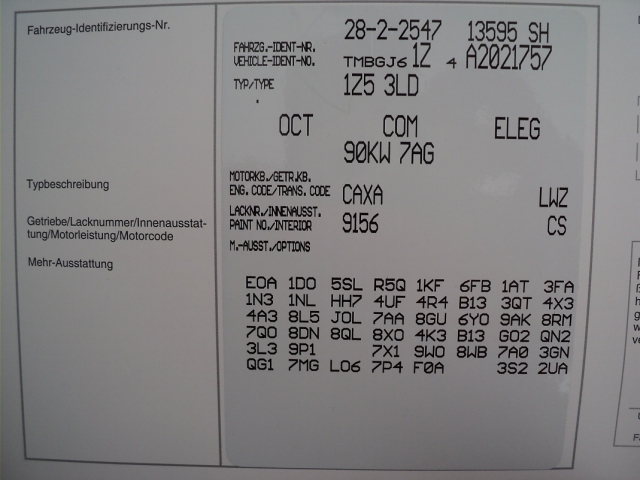 Fahrzeug-Identifizierungs-Nr.
28-2-2547 13595 SH
FAHRZG.-IDENT-NR.
VEHICLE-IDENT-NO. TMBGJ6 1Z 4 A2021757
TYP/TYPE 1Z5 3LD
OCT COM ELEG
90KW 7AG
Typbeschreibung
MOTORKB./GETR.KB.
ENG. CODE/TRANS. CODE CAXA LWZ
Getriebe/Lacknummer/Innenausstat-
tung/Motorleistung/Motorcode
LACKNR./INNENAUSST.
PAINT NO./INTERIOR 9156 CS
Mehr-Ausstattung
M.-AUSST./OPTIONS
E0A 1D0 5SL R5Q 1KF 6FB 1AT 3FA
1N3 1NL HH7 4UF 4R4 B13 3QT 4X3
4A3 8L5 J0L 7AA 8GU 6Y0 9AK 8RM
7Q0 8DN 8QL 8X0 4K3 B13 G02 QN2
3L3 9P1 7X1 9W0 8WB 7A0 3GN
QG1 7MG L06 7P4 F0A 3S2 2UA